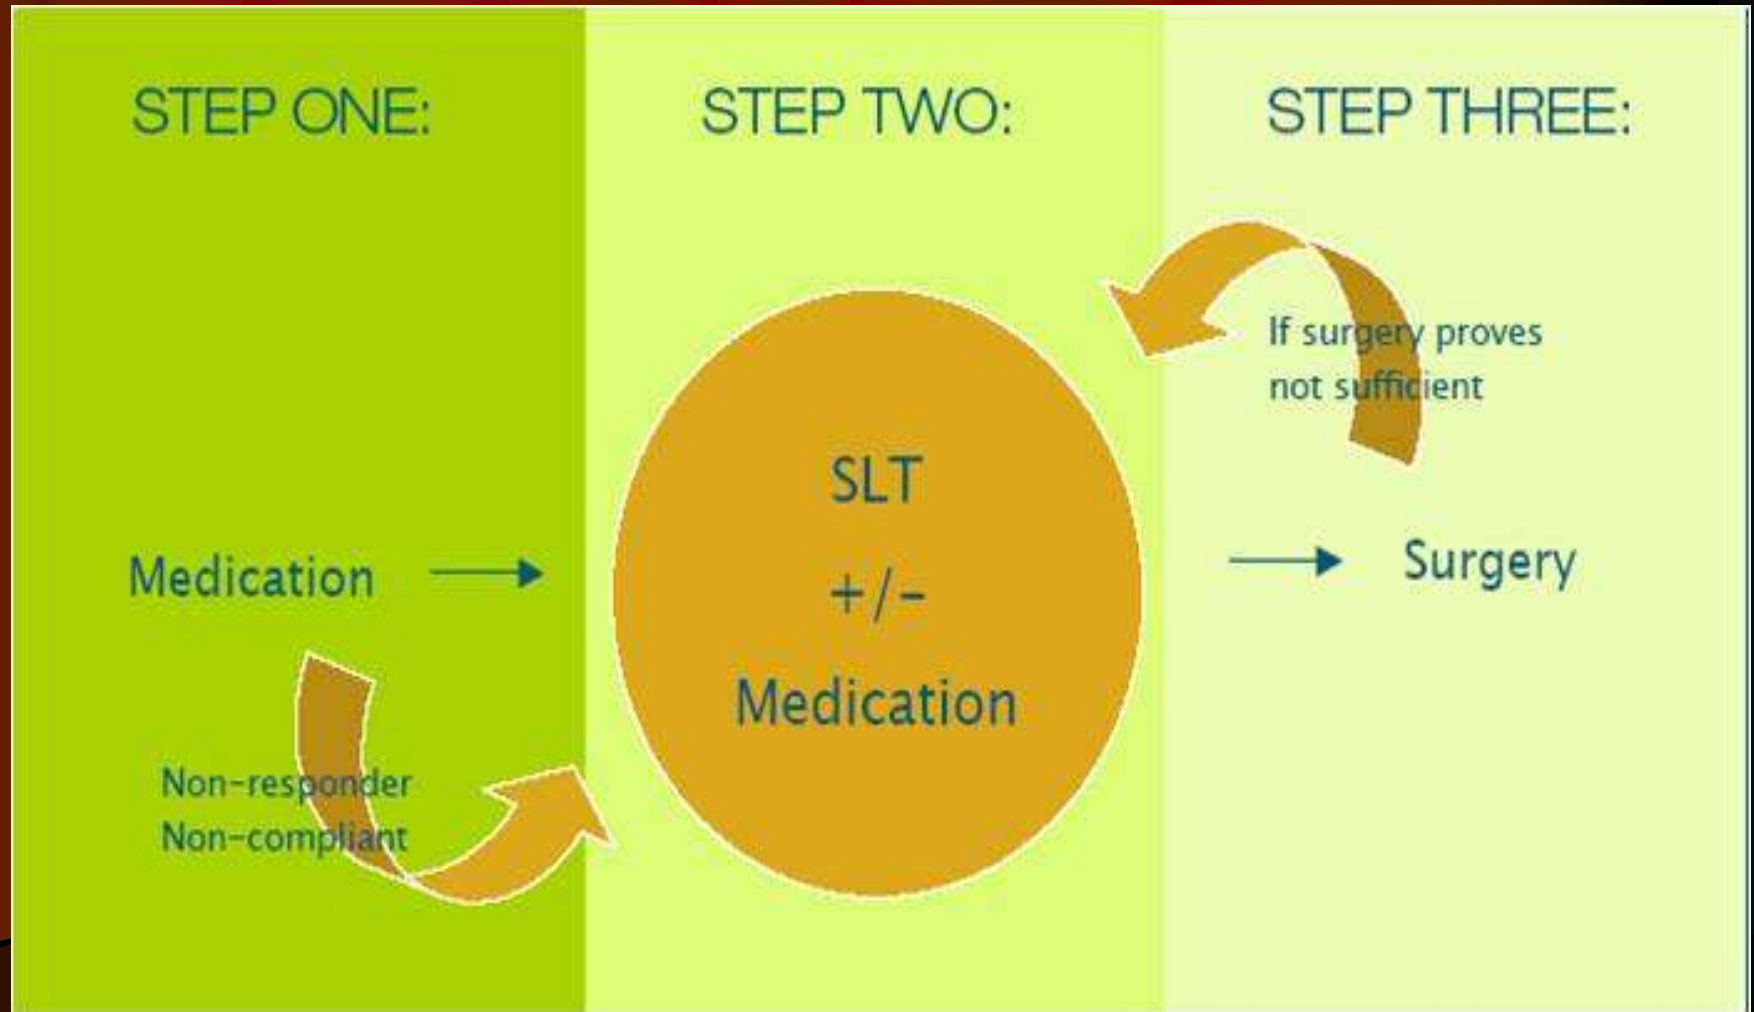 STEP ONE:
Medication
Non-responder
Non-compliant
STEP TWO:
SLT
+/-
Medication
STEP THREE:
If surgery proves
not sufficient
Surgery